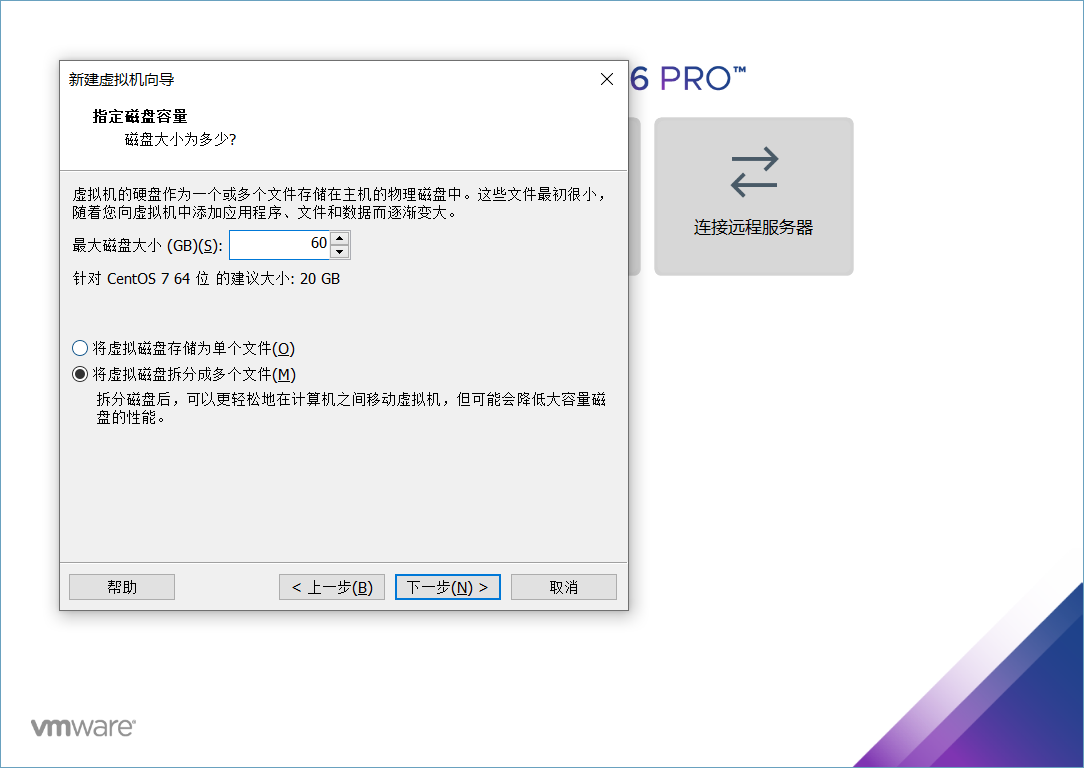 新建虚拟机向导
6 PRO™
指定磁盘容量
磁盘大小为多少?
虚拟机的硬盘作为一个或多个文件存储在主机的物理磁盘中。这些文件最初很小，
随着您向虚拟机中添加应用程序、文件和数据而逐渐变大。
连接远程服务器
最大磁盘大小 (GB)(S): 60
针对 CentOS 7 64 位 的建议大小: 20 GB
将虚拟磁盘存储为单个文件(O)
将虚拟磁盘拆分成多个文件(M)
拆分磁盘后，可以更轻松地在计算机之间移动虚拟机，但可能会降低大容量磁
盘的性能。
帮助 < 上一步(B) 下一步(N) > 取消
vmware®